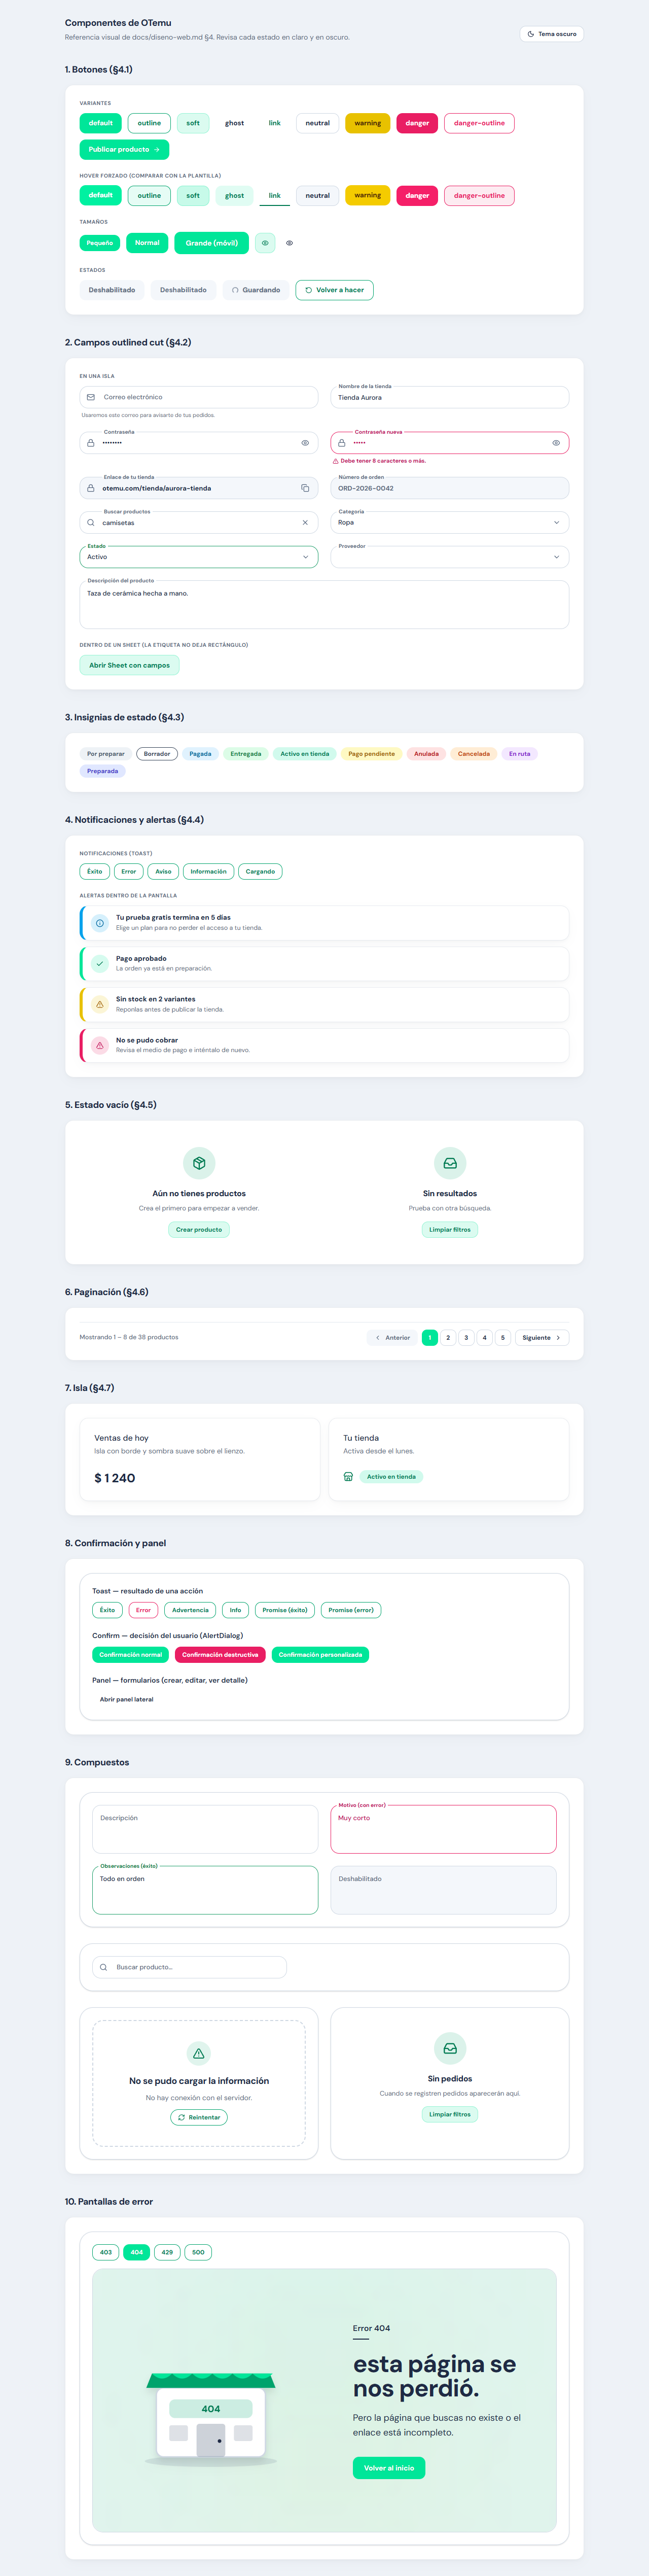 Componentes de OTemu
Referencia visual de docs/diseno-web.md §4. Revisa cada estado en claro y en oscuro.
Tema oscuro
1. Botones (§4.1)
VARIANTES
default outline soft ghost link neutral warning danger danger-outline
Publicar producto →
HOVER FORZADO (COMPARAR CON LA PLANTILLA)
default outline soft ghost link neutral warning danger danger-outline
TAMAÑOS
Pequeño Normal Grande (móvil)
ESTADOS
Deshabilitado Deshabilitado Guardando Volver a hacer
2. Campos outlined cut (§4.2)
EN UNA ISLA
Correo electrónico
Usaremos este correo para avisarte de tus pedidos.
Nombre de la tienda
Tienda Aurora
Contraseña
••••••••
Contraseña nueva
•••••
Debe tener 8 caracteres o más.
Enlace de tu tienda
otemu.com/tienda/aurora-tienda
Número de orden
ORD-2026-0042
Buscar productos
camisetas
Categoría
Ropa
Estado
Activo
Proveedor
Descripción del producto
Taza de cerámica hecha a mano.
DENTRO DE UN SHEET (LA ETIQUETA NO DEJA RECTÁNGULO)
Abrir Sheet con campos
3. Insignias de estado (§4.3)
Por preparar Borrador Pagada Entregada Activo en tienda Pago pendiente Anulada Cancelada En ruta
Preparada
4. Notificaciones y alertas (§4.4)
NOTIFICACIONES (TOAST)
Éxito Error Aviso Información Cargando
ALERTAS DENTRO DE LA PANTALLA
Tu prueba gratis termina en 5 días
Elige un plan para no perder el acceso a tu tienda.
Pago aprobado
La orden ya está en preparación.
Sin stock en 2 variantes
Reponlas antes de publicar la tienda.
No se pudo cobrar
Revisa el medio de pago e inténtalo de nuevo.
5. Estado vacío (§4.5)
Aún no tienes productos
Crea el primero para empezar a vender.
Crear producto
Sin resultados
Prueba con otra búsqueda.
Limpiar filtros
6. Paginación (§4.6)
Mostrando 1 – 8 de 38 productos
Anterior 1 2 3 4 5 Siguiente
7. Isla (§4.7)
Ventas de hoy
Isla con borde y sombra suave sobre el lienzo.
$ 1 240
Tu tienda
Activa desde el lunes.
Activo en tienda
8. Confirmación y panel
Toast — resultado de una acción
Éxito Error Advertencia Info Promise (éxito) Promise (error)
Confirm — decisión del usuario (AlertDialog)
Confirmación normal Confirmación destructiva Confirmación personalizada
Panel — formularios (crear, editar, ver detalle)
Abrir panel lateral
9. Compuestos
Descripción
Motivo (con error)
Muy corto
Observaciones (éxito)
Todo en orden
Deshabilitado
Buscar producto…
No se pudo cargar la información
No hay conexión con el servidor.
Reintentar
Sin pedidos
Cuando se registren pedidos aparecerán aquí.
Limpiar filtros
10. Pantallas de error
403 404 429 500
404
Error 404
esta página se
nos perdió.
Pero la página que buscas no existe o el
enlace está incompleto.
Volver al inicio